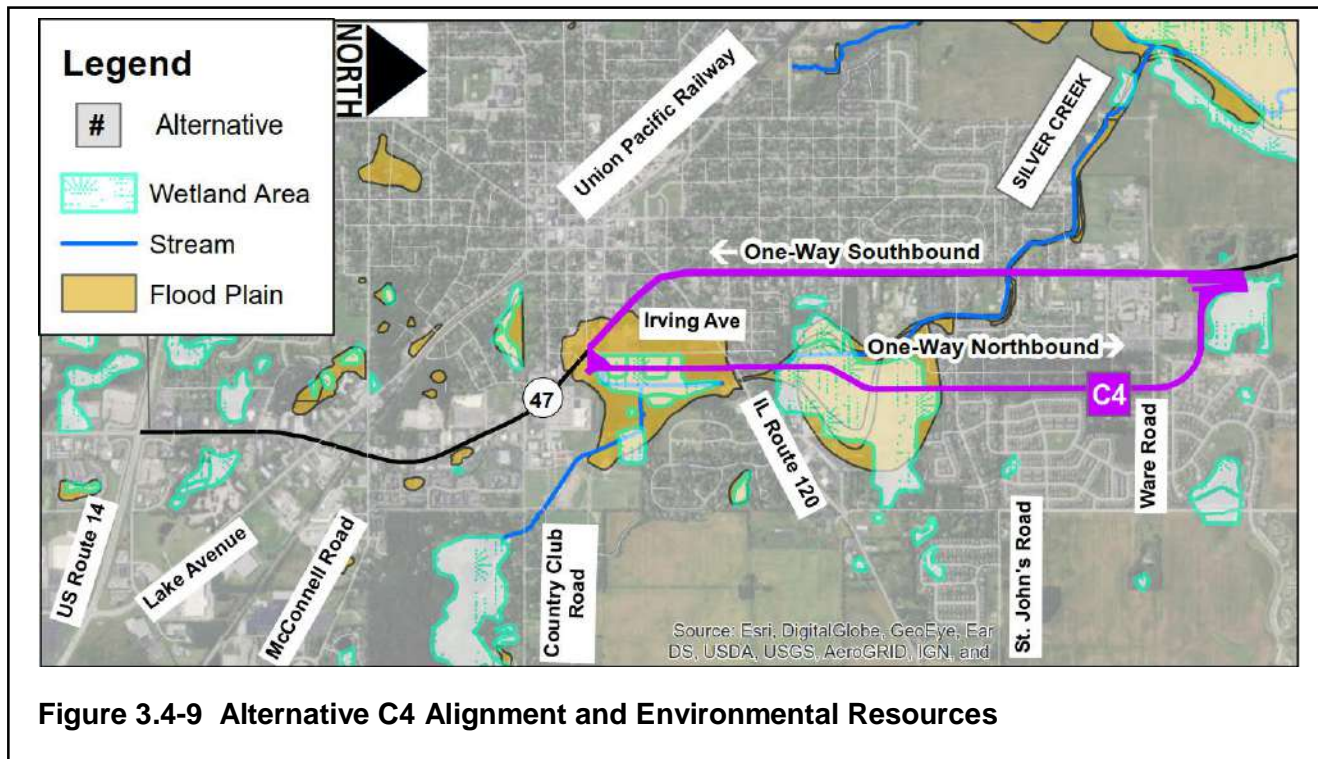 Legend
# Alternative
Wetland Area
Stream
Flood Plain
NORTH
Union Pacific Railway
SILVER CREEK
← One-Way Southbound
Irving Ave
One-Way Northbound →
47
C4
US Route 14
Lake Avenue
McConnell Road
Country Club
Road
IL Route 120
St. John's Road
Ware Road
Source: Esri, DigitalGlobe, GeoEye, Ear
DS, USDA, USGS, AeroGRID, IGN, and
Figure 3.4-9 Alternative C4 Alignment and Environmental Resources